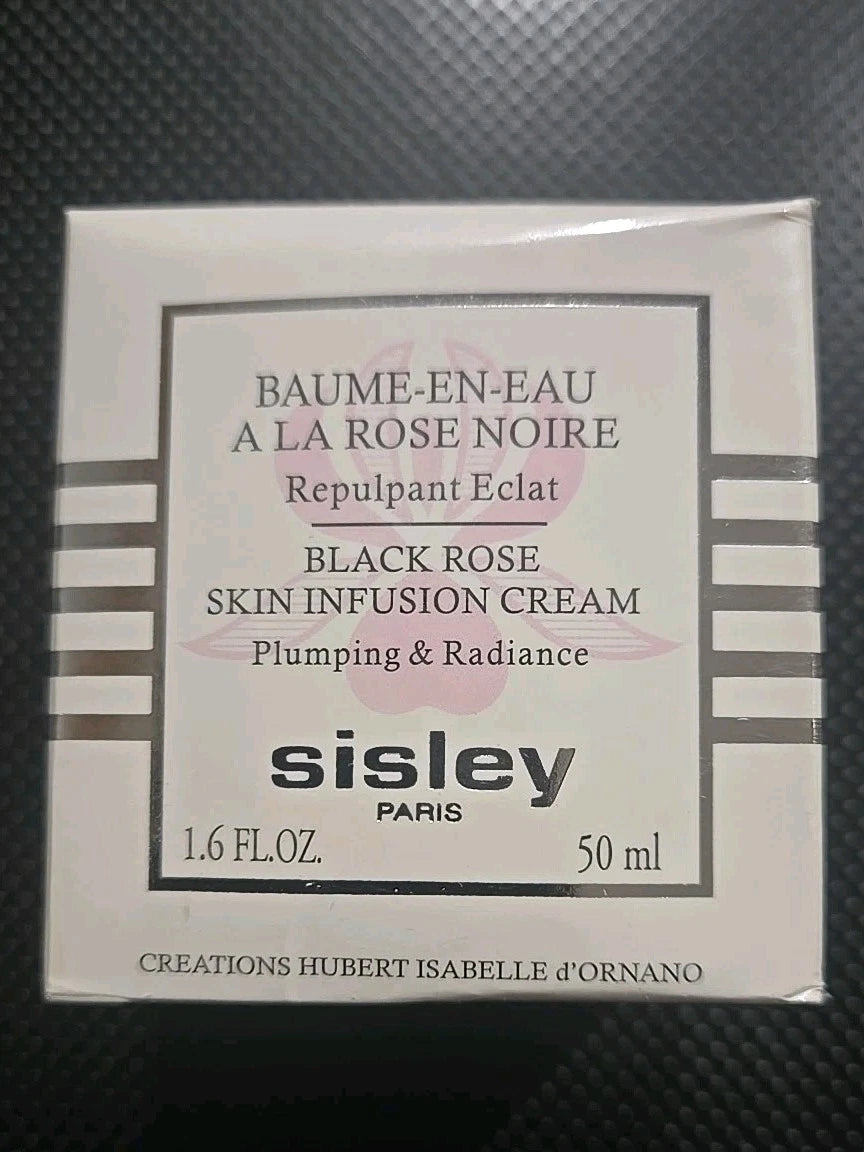 BAUME-EN-EAU
A LA ROSE NOIRE
Repulpant Eclat
BLACK ROSE
SKIN INFUSION CREAM
Plumping & Radiance
sisley
PARIS
1.6 FL.OZ. 50 ml
CREATIONS HUBERT ISABELLE d'ORNANO